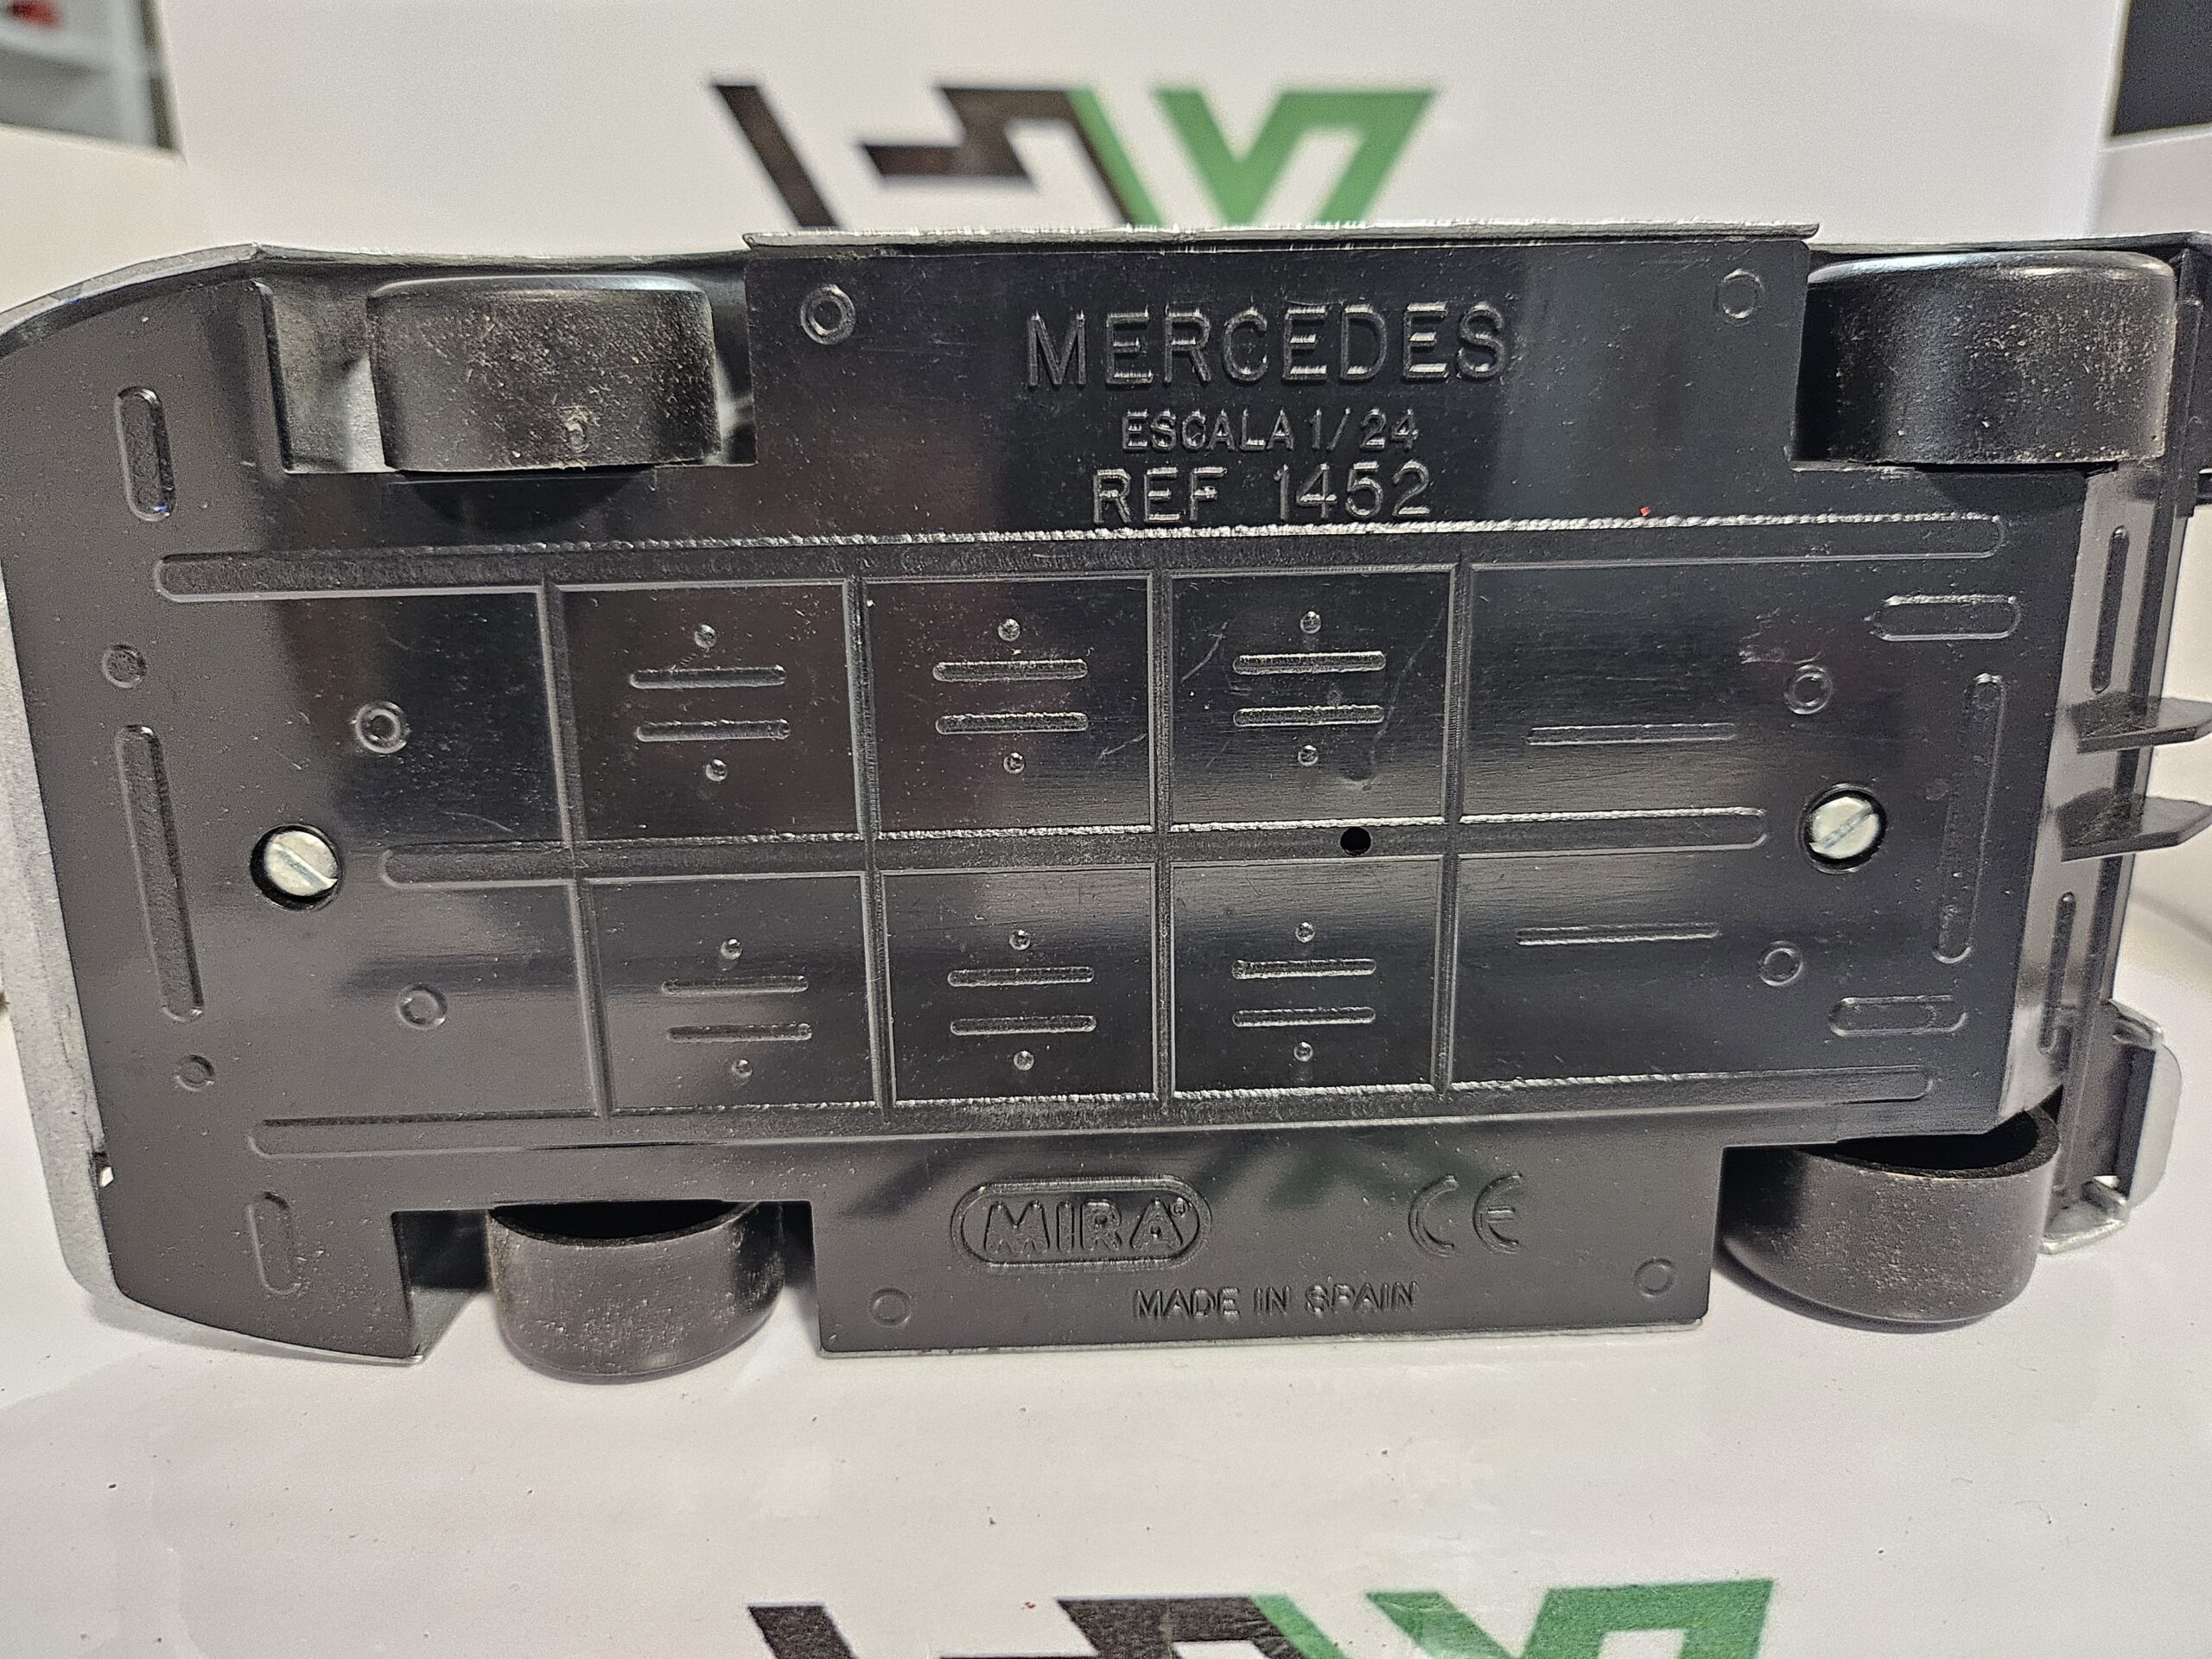 MERCEDES
ESCALA 1/24
REF 1452
MIRA®
CE
MADE IN SPAIN